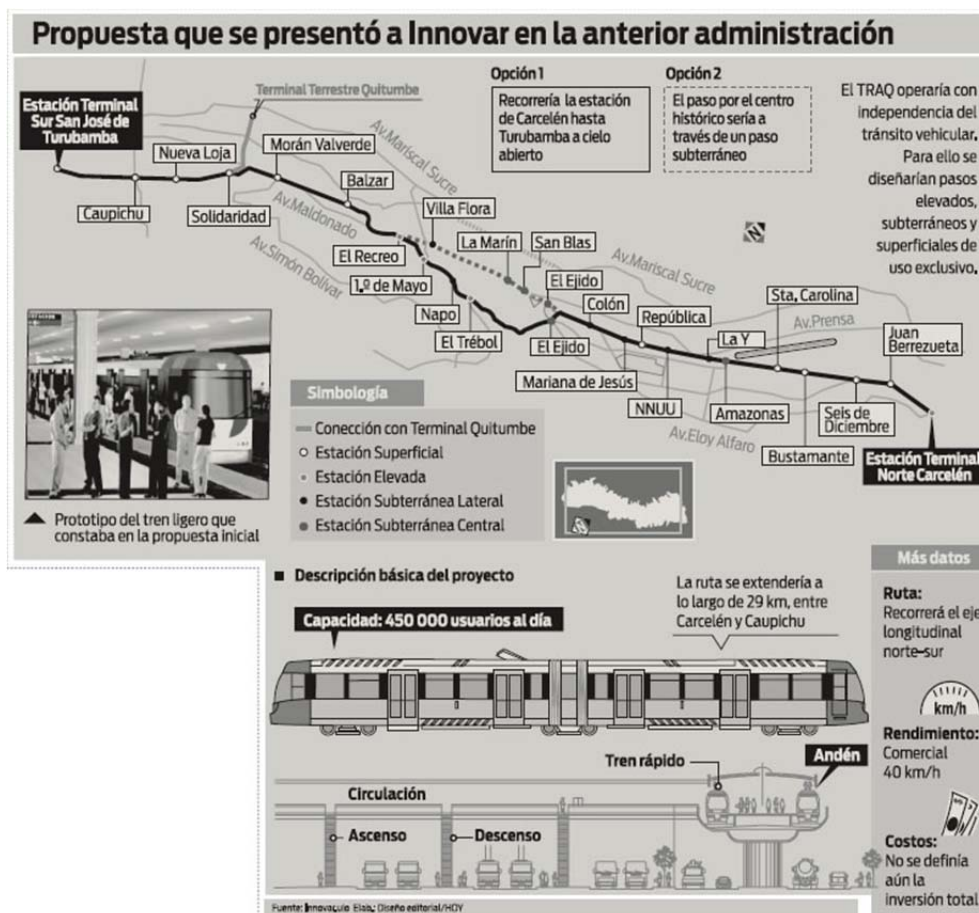 Propuesta que se presentó a Innovar en la anterior administración
Estación Terminal
Sur San José de
Turubamba
Terminal Terrestre Quitumbe
Nueva Loja
Morán Valverde
Balzar
Villa Flora
La Marín
San Blas
El Ejido
Colón
República
La Y
Sta. Carolina
Juan
Berrezueta
Caupichu
Solidaridad
El Recreo
1.º de Mayo
Napo
El Trébol
El Ejido
Mariana de Jesús
NNUU
Amazonas
Bustamante
Seis de
Diciembre
Estación Terminal
Norte Carcelén
Av.Mariscal Sucre
Av.Maldonado
Av.Simón Bolívar
Av.Mariscal Sucre
Av.Prensa
Av.Eloy Alfaro
Opción 1
Recorrería la estación
de Carcelén hasta
Turubamba a cielo
abierto
Opción 2
El paso por el centro
histórico sería a
través de un paso
subterráneo
El TRAQ operaría con
independencia del
tránsito vehicular.
Para ello se
diseñarían pasos
elevados,
subterráneos y
superficiales de
uso exclusivo.
N
Prototipo del tren ligero que
constaba en la propuesta inicial
Simbología
Conección con Terminal Quitumbe
Estación Superficial
Estación Elevada
Estación Subterránea Lateral
Estación Subterránea Central
Descripción básica del proyecto
Capacidad: 450 000 usuarios al día
La ruta se extendería a
lo largo de 29 km, entre
Carcelén y Caupichu
Tren rápido
Andén
Circulación
Ascenso
Descenso
Más datos
Ruta:
Recorrerá el eje
longitudinal
norte-sur
km/h
Rendimiento:
Comercial
40 km/h
Costos:
No se definía
aún la
inversión total
Fuente: Innovaquio Elab.: Diseño editorial/HOY